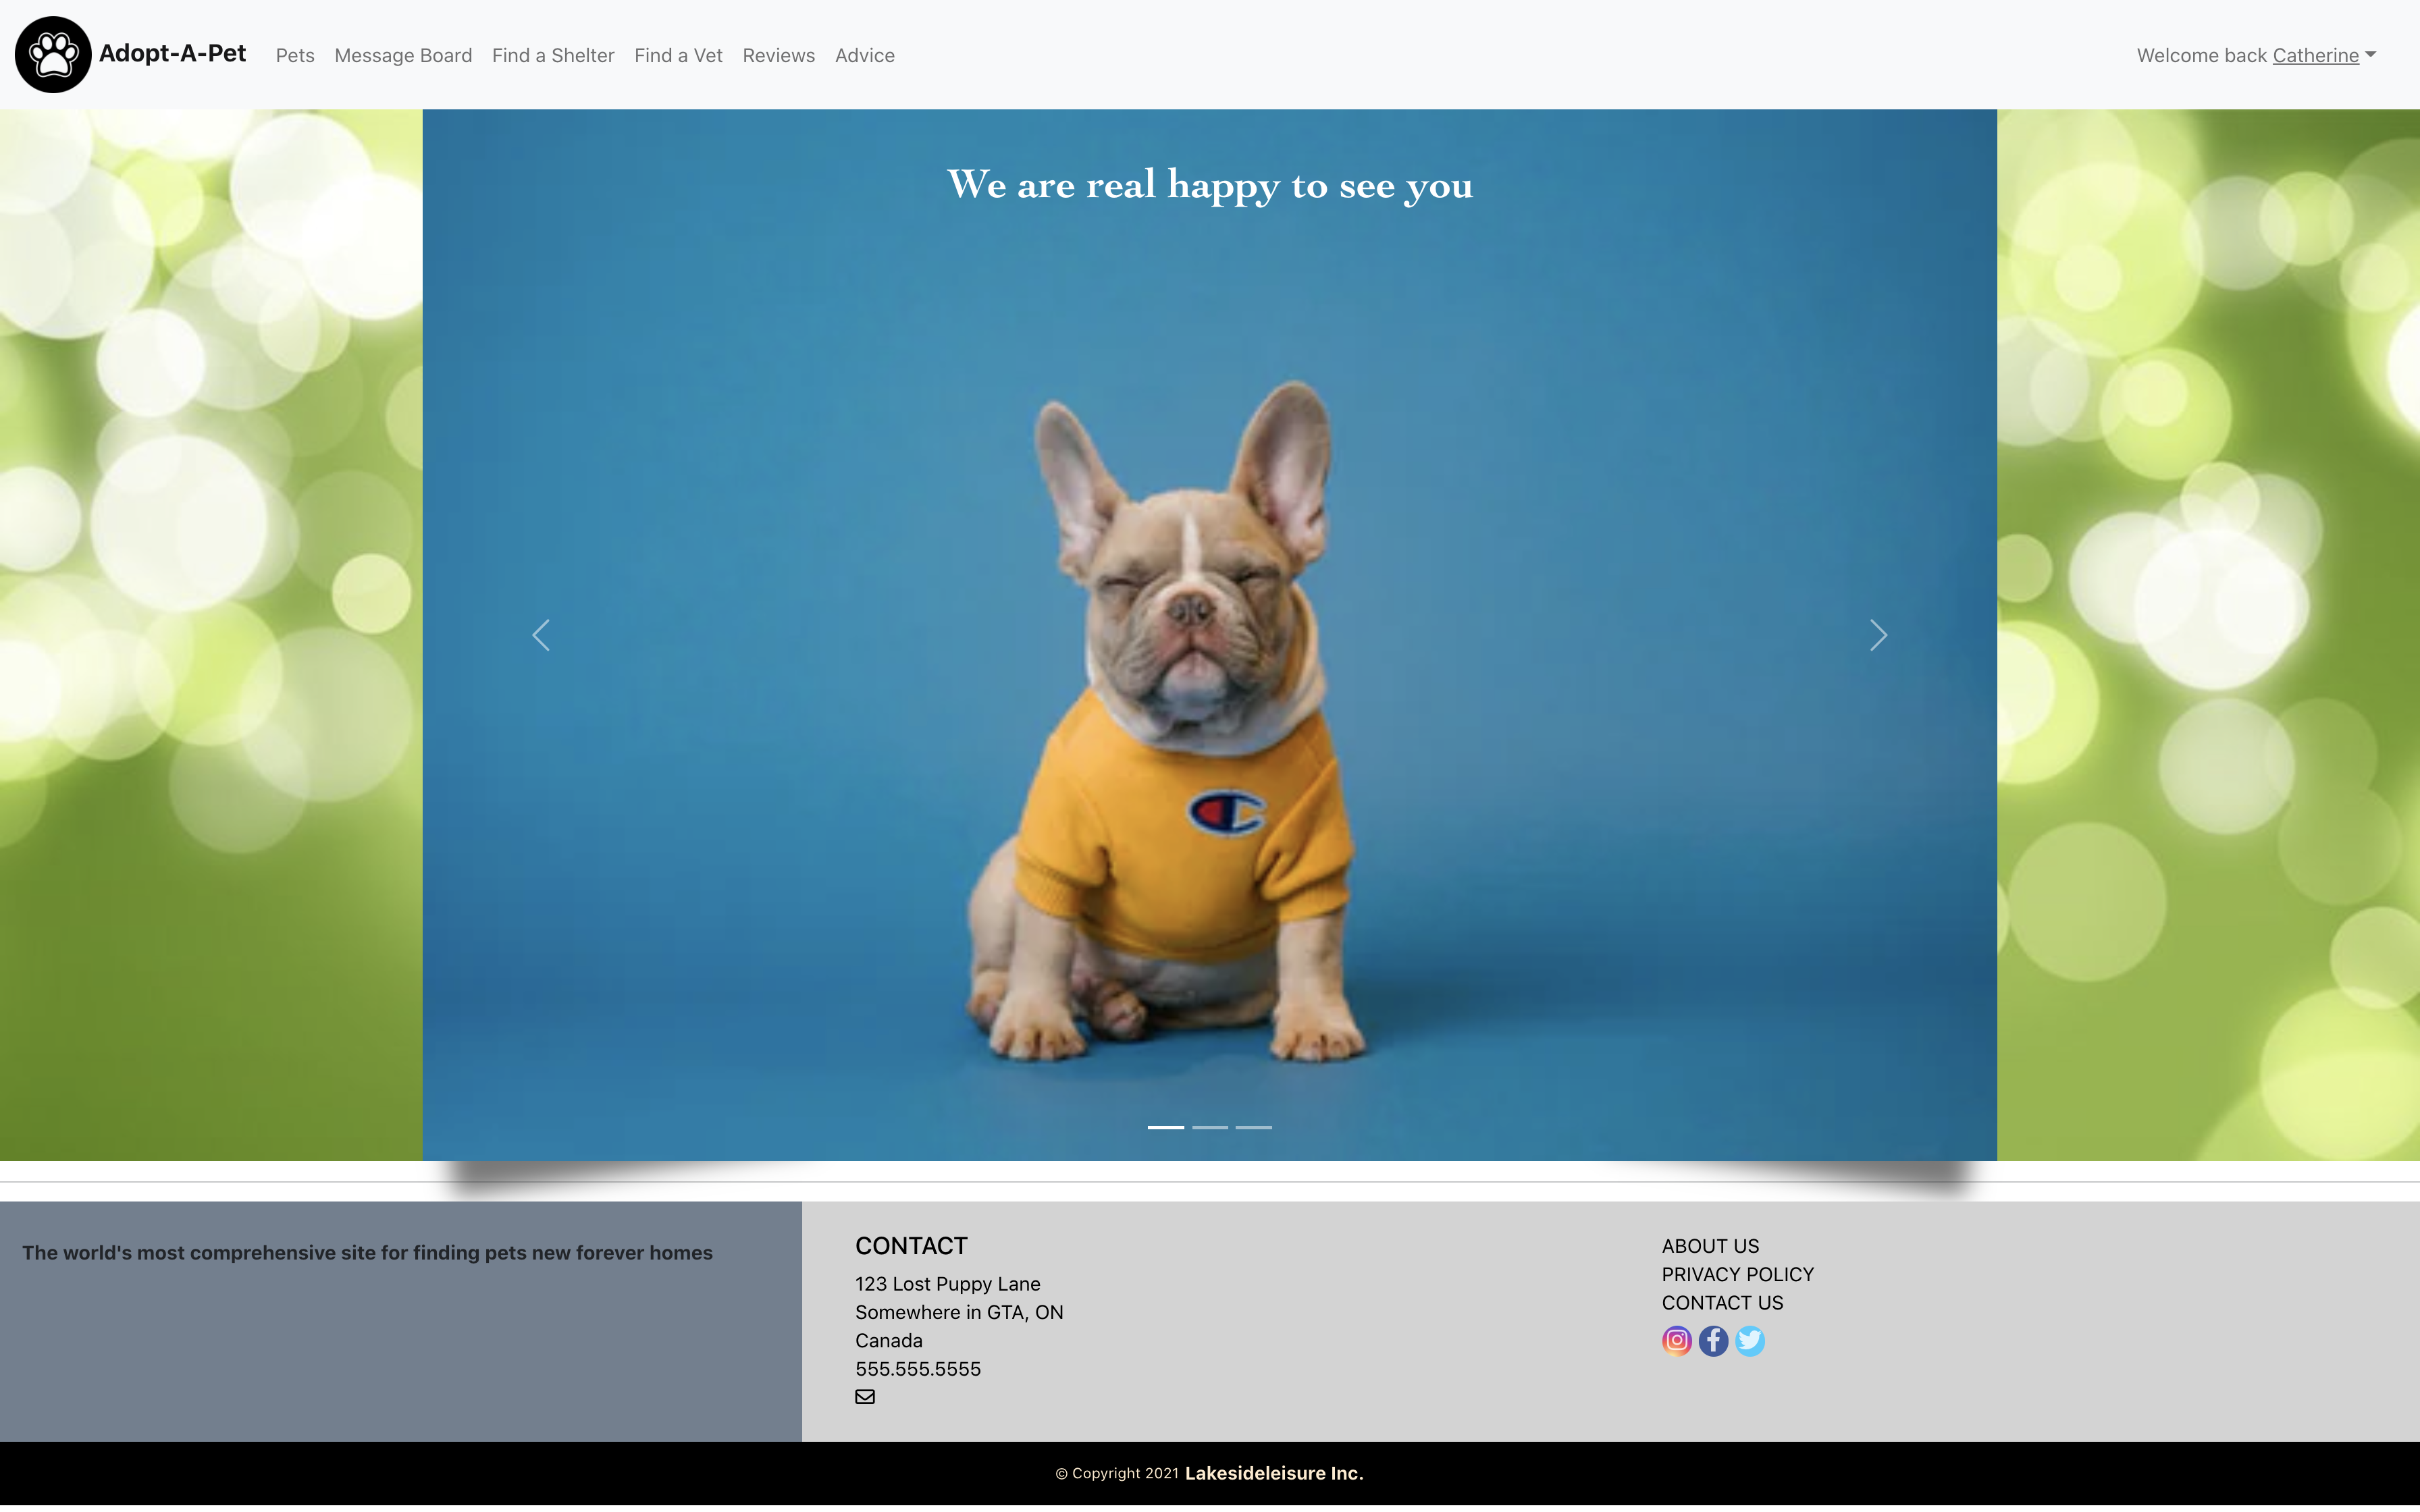 Adopt-A-Pet Pets Message Board Find a Shelter Find a Vet Reviews Advice Welcome back Catherine
We are real happy to see you
The world's most comprehensive site for finding pets new forever homes
CONTACT
123 Lost Puppy Lane
Somewhere in GTA, ON
Canada
555.555.5555
ABOUT US
PRIVACY POLICY
CONTACT US
© Copyright 2021 Lakesideleisure Inc.